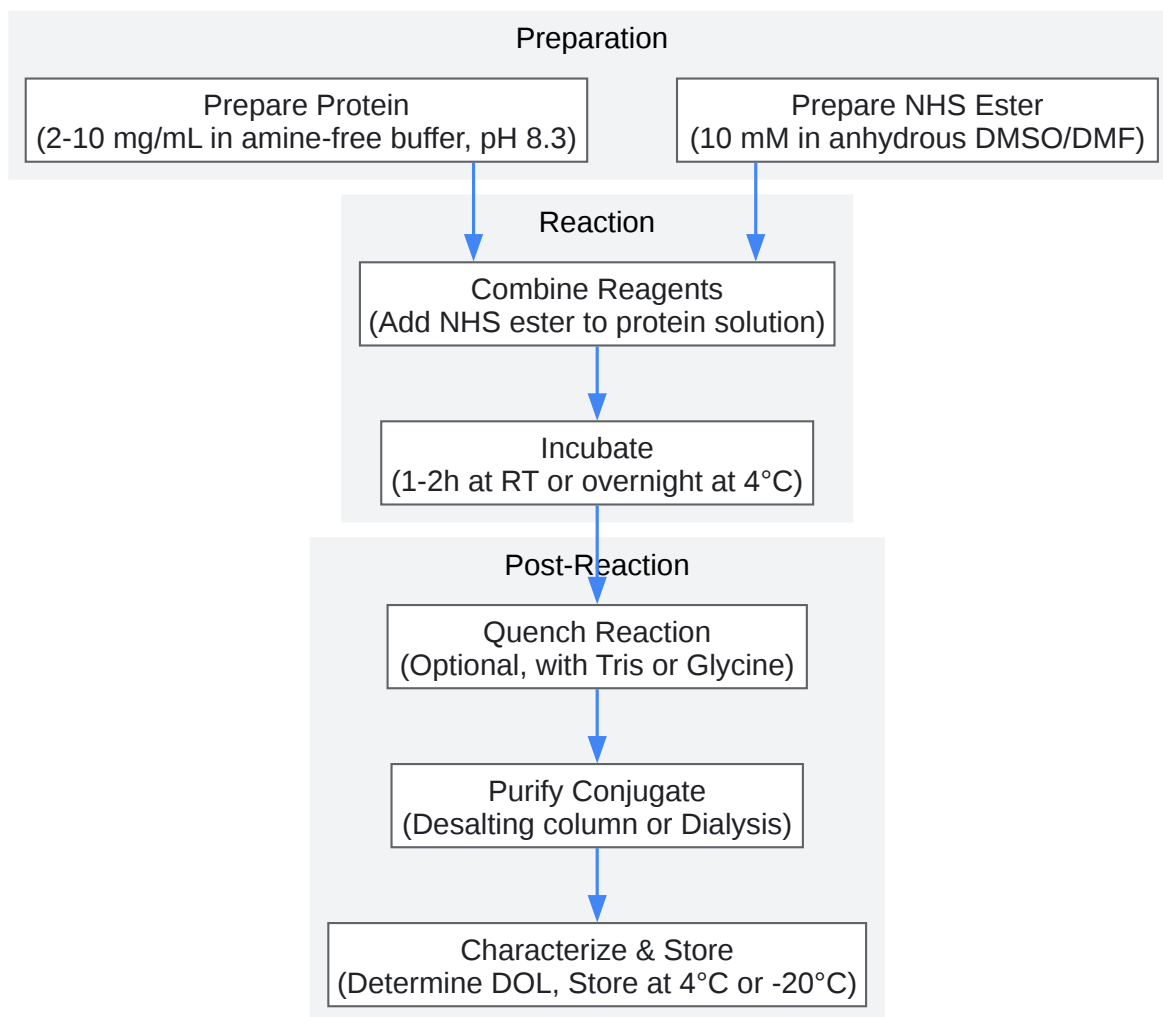 Preparation
Prepare Protein
(2-10 mg/mL in amine-free buffer, pH 8.3)
Prepare NHS Ester
(10 mM in anhydrous DMSO/DMF)
Reaction
Combine Reagents
(Add NHS ester to protein solution)
Incubate
(1-2h at RT or overnight at 4°C)
Post-Reaction
Quench Reaction
(Optional, with Tris or Glycine)
Purify Conjugate
(Desalting column or Dialysis)
Characterize & Store
(Determine DOL, Store at 4°C or -20°C)